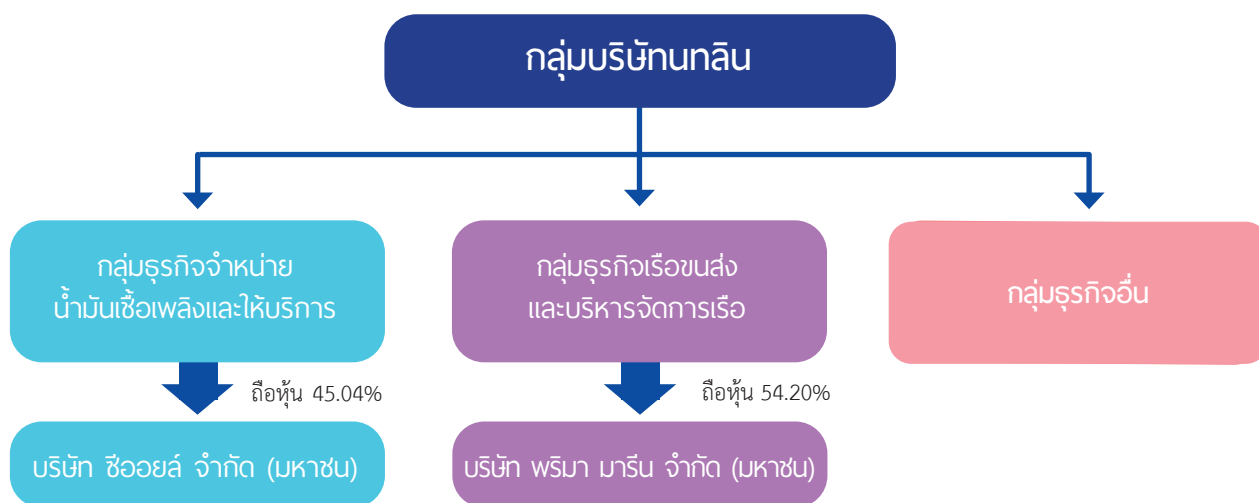 กลุ่มบริษัทนทลิน
กลุ่มธุรกิจจำหน่าย
น้ำมันเชื้อเพลิงและให้บริการ
กลุ่มธุรกิจเรือขนส่ง
และบริหารจัดการเรือ
กลุ่มธุรกิจอื่น
ถือหุ้น 45.04%
ถือหุ้น 54.20%
บริษัท ซีออยล์ จำกัด (มหาชน)
บริษัท พริมา มารีน จำกัด (มหาชน)